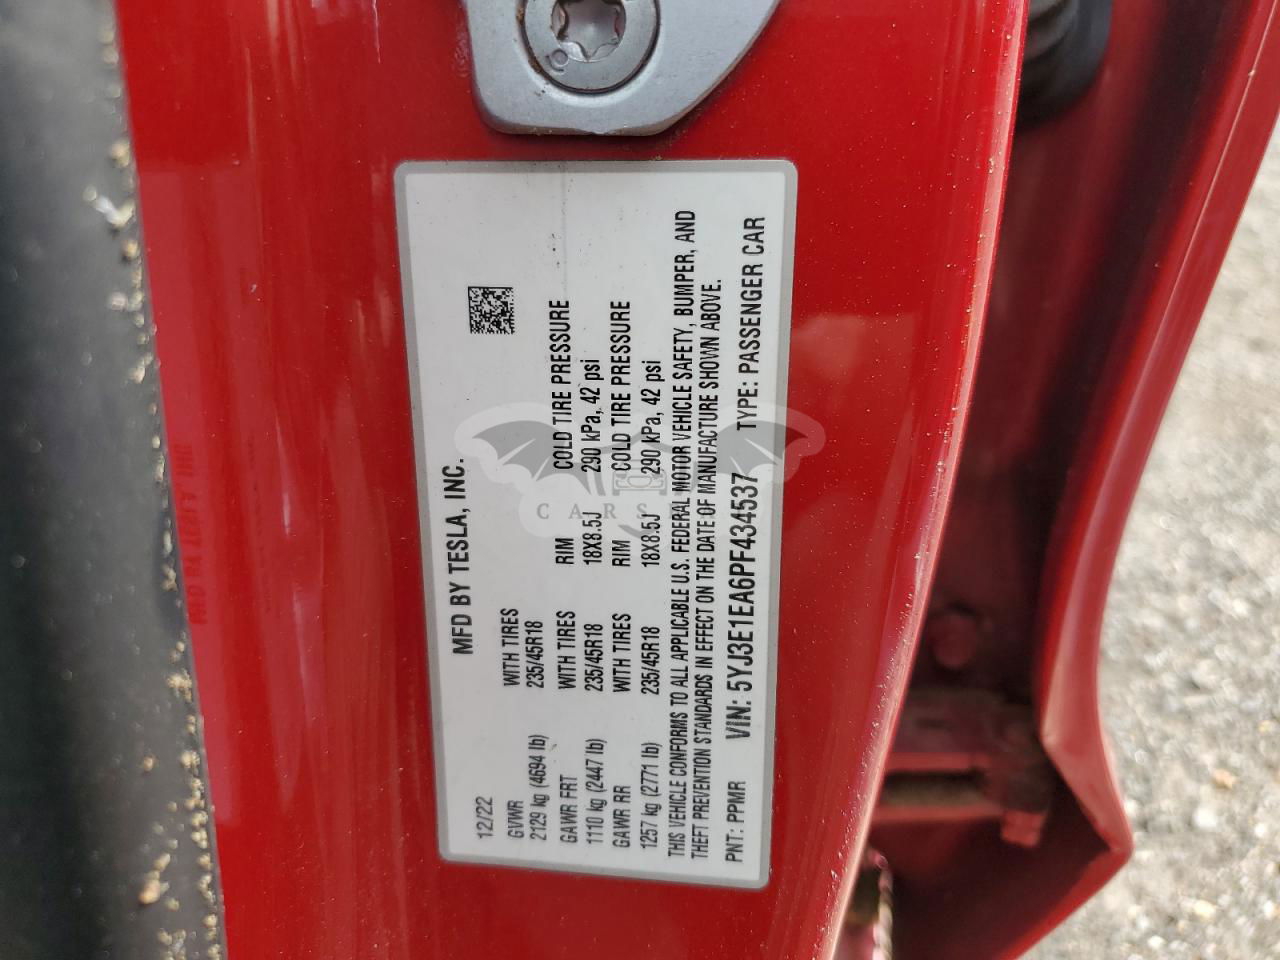 MFD BY TESLA, INC.
12/22
GVWR WITH TIRES
2129 kg (4694 lb) 235/45R18
GAWR FRT WITH TIRES RIM COLD TIRE PRESSURE
1110 kg (2447 lb) 235/45R18 18X8.5J 290 kPa, 42 psi
GAWR RR WITH TIRES RIM COLD TIRE PRESSURE
1257 kg (2771 lb) 235/45R18 18X8.5J 290 kPa, 42 psi
THIS VEHICLE CONFORMS TO ALL APPLICABLE U.S. FEDERAL MOTOR VEHICLE SAFETY, BUMPER, AND
THEFT PREVENTION STANDARDS IN EFFECT ON THE DATE OF MANUFACTURE SHOWN ABOVE.
PNT: PPMR VIN: 5YJ3E1EA6PF434537 TYPE: PASSENGER CAR